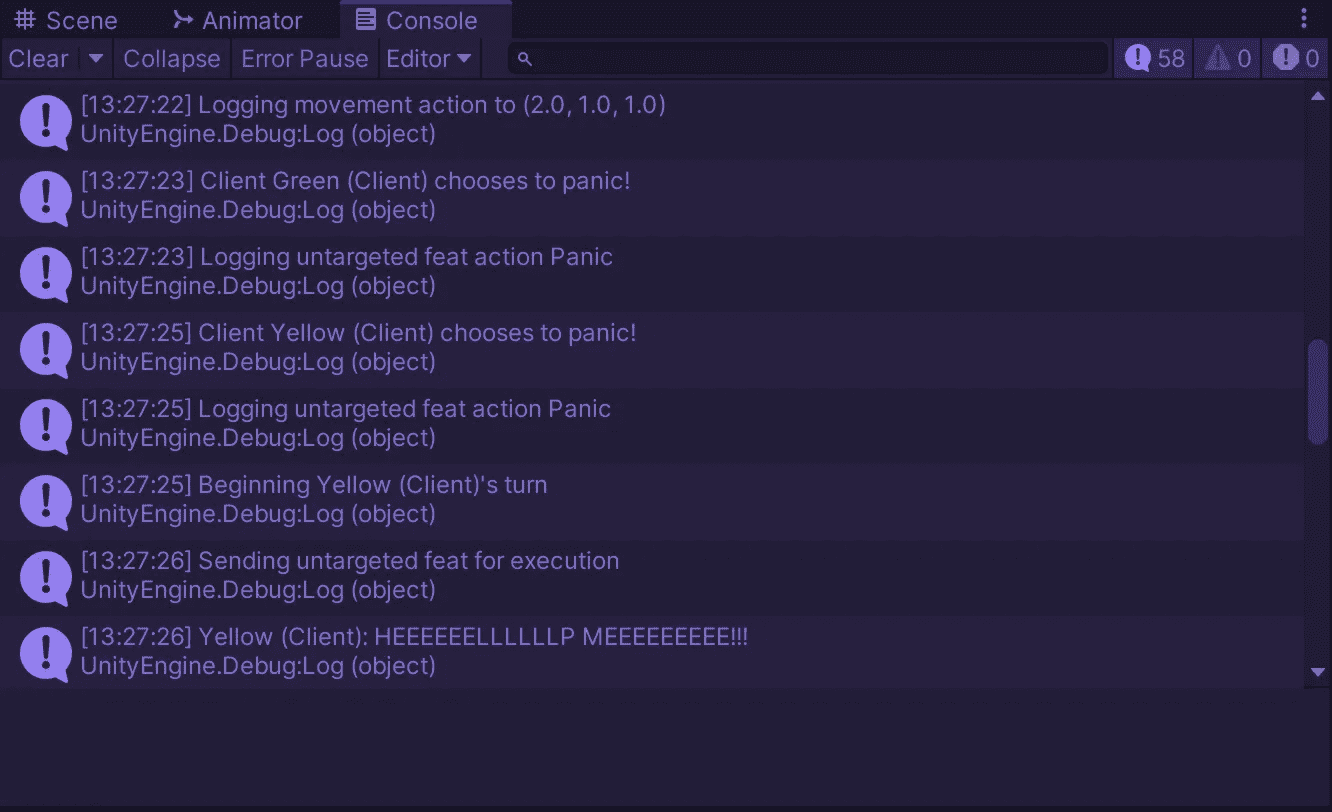 Scene Animator Console
Clear Collapse Error Pause Editor 58 0 0
[13:27:22] Logging movement action to (2.0, 1.0, 1.0)
UnityEngine.Debug:Log (object)
[13:27:23] Client Green (Client) chooses to panic!
UnityEngine.Debug:Log (object)
[13:27:23] Logging untargeted feat action Panic
UnityEngine.Debug:Log (object)
[13:27:25] Client Yellow (Client) chooses to panic!
UnityEngine.Debug:Log (object)
[13:27:25] Logging untargeted feat action Panic
UnityEngine.Debug:Log (object)
[13:27:25] Beginning Yellow (Client)'s turn
UnityEngine.Debug:Log (object)
[13:27:26] Sending untargeted feat for execution
UnityEngine.Debug:Log (object)
[13:27:26] Yellow (Client): HEEEEEELLLLLLP MEEEEEEEEE!!!
UnityEngine.Debug:Log (object)